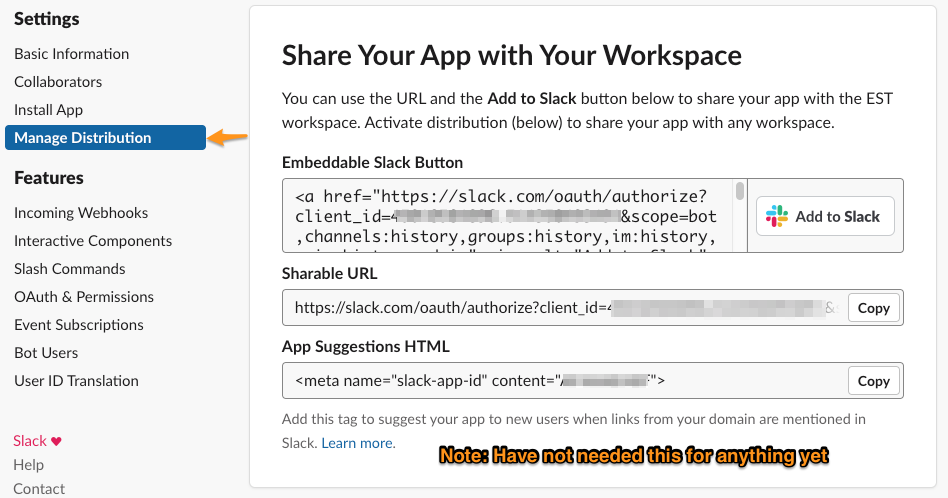 Settings
Basic Information
Collaborators
Install App
Manage Distribution
Features
Incoming Webhooks
Interactive Components
Slash Commands
OAuth & Permissions
Event Subscriptions
Bot Users
User ID Translation
Slack ♥
Help
Contact
Share Your App with Your Workspace
You can use the URL and the Add to Slack button below to share your app with the EST
workspace. Activate distribution (below) to share your app with any workspace.
Embeddable Slack Button
<a href="https://slack.com/oauth/authorize?
client_id=4 &scope=bot
,channels:history,groups:history,im:history,
Add to Slack
Sharable URL
https://slack.com/oauth/authorize?client_id=4 &
Copy
App Suggestions HTML
<meta name="slack-app-id" content="A ">
Copy
Add this tag to suggest your app to new users when links from your domain are mentioned in
Slack. Learn more.
Note: Have not needed this for anything yet